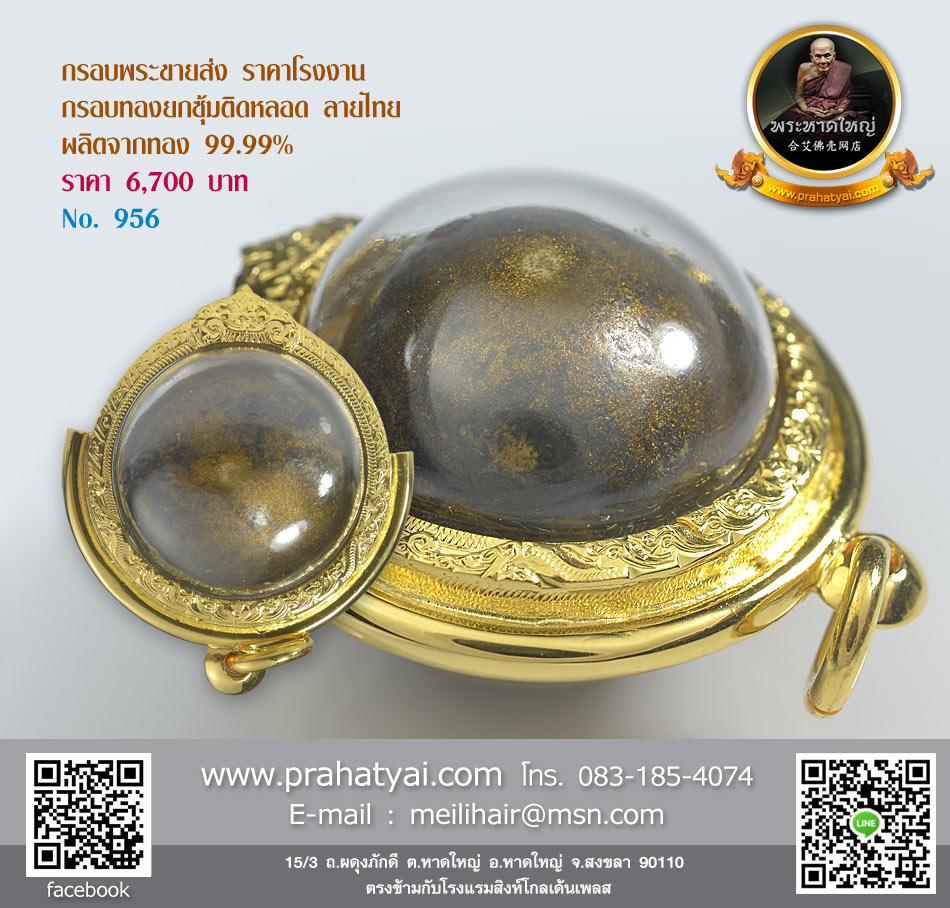 กรอบพระขายส่ง ราคาโรงงาน
กรอบทองยกซุ้มติดหลอด ลายไทย
ผลิตจากทอง 99.99%
ราคา 6,700 บาท
No. 956
พระหาดใหญ่
合艾佛壳网店
www.prahatyai.com
www.prahatyai.com โทร. 083-185-4074
E-mail : meilihair@msn.com
15/3 ถ.ผดุงภักดี ต.หาดใหญ่ อ.หาดใหญ่ จ.สงขลา 90110
ตรงข้ามกับโรงแรมสิงห์โกลเด้นเพลส
facebook
LINE